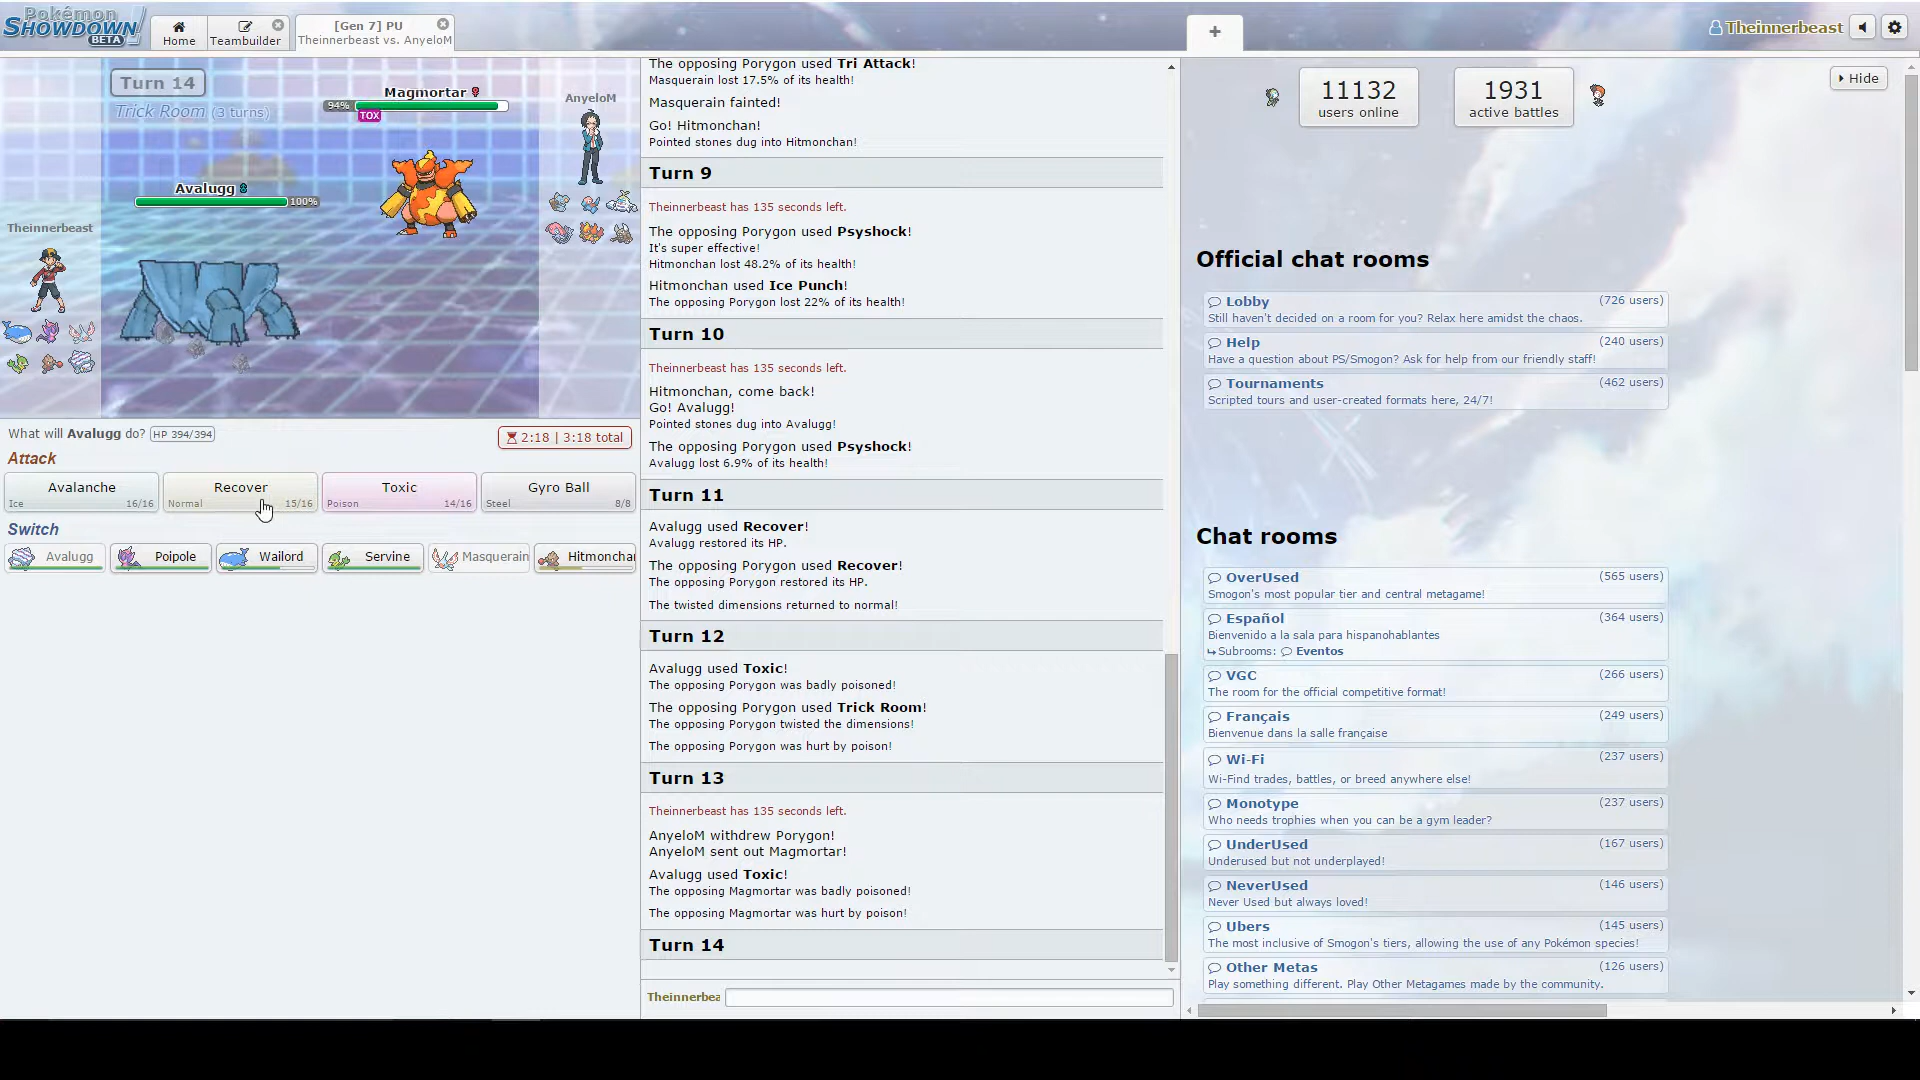 Pokémon
SHOWDOWN
BETA
Home
Teambuilder
[Gen 7] PU
Theinnerbeast vs. AnyeloM
+
Theinnerbeast
Turn 14
Trick Room (3 turns)
Magmortar
94%
TOX
AnyeloM
Avalugg
100%
Theinnerbeast
What will Avalugg do? HP 394/394
2:18 | 3:18 total
Attack
Avalanche
Ice 16/16
Recover
Normal 15/16
Toxic
Poison 14/16
Gyro Ball
Steel 8/8
Switch
Avalugg
Poipole
Wailord
Servine
Masquerain
Hitmonchan
The opposing Porygon used Tri Attack!
Masquerain lost 17.5% of its health!
Masquerain fainted!
Go! Hitmonchan!
Pointed stones dug into Hitmonchan!
Turn 9
Theinnerbeast has 135 seconds left.
The opposing Porygon used Psyshock!
It's super effective!
Hitmonchan lost 48.2% of its health!
Hitmonchan used Ice Punch!
The opposing Porygon lost 22% of its health!
Turn 10
Theinnerbeast has 135 seconds left.
Hitmonchan, come back!
Go! Avalugg!
Pointed stones dug into Avalugg!
The opposing Porygon used Psyshock!
Avalugg lost 6.9% of its health!
Turn 11
Avalugg used Recover!
Avalugg restored its HP.
The opposing Porygon used Recover!
The opposing Porygon restored its HP.
The twisted dimensions returned to normal!
Turn 12
Avalugg used Toxic!
The opposing Porygon was badly poisoned!
The opposing Porygon used Trick Room!
The opposing Porygon twisted the dimensions!
The opposing Porygon was hurt by poison!
Turn 13
Theinnerbeast has 135 seconds left.
AnyeloM withdrew Porygon!
AnyeloM sent out Magmortar!
Avalugg used Toxic!
The opposing Magmortar was badly poisoned!
The opposing Magmortar was hurt by poison!
Turn 14
Theinnerbea
11132
users online
1931
active battles
Hide
Official chat rooms
Lobby (726 users)
Still haven't decided on a room for you? Relax here amidst the chaos.
Help (240 users)
Have a question about PS/Smogon? Ask for help from our friendly staff!
Tournaments (462 users)
Scripted tours and user-created formats here, 24/7!
Chat rooms
OverUsed (565 users)
Smogon's most popular tier and central metagame!
Español (364 users)
Bienvenido a la sala para hispanohablantes
Subrooms: Eventos
VGC (266 users)
The room for the official competitive format!
Français (249 users)
Bienvenue dans la salle française
Wi-Fi (237 users)
Wi-Find trades, battles, or breed anywhere else!
Monotype (237 users)
Who needs trophies when you can be a gym leader?
UnderUsed (167 users)
Underused but not underplayed!
NeverUsed (146 users)
Never Used but always loved!
Ubers (145 users)
The most inclusive of Smogon's tiers, allowing the use of any Pokémon species!
Other Metas (126 users)
Play something different. Play Other Metagames made by the community.